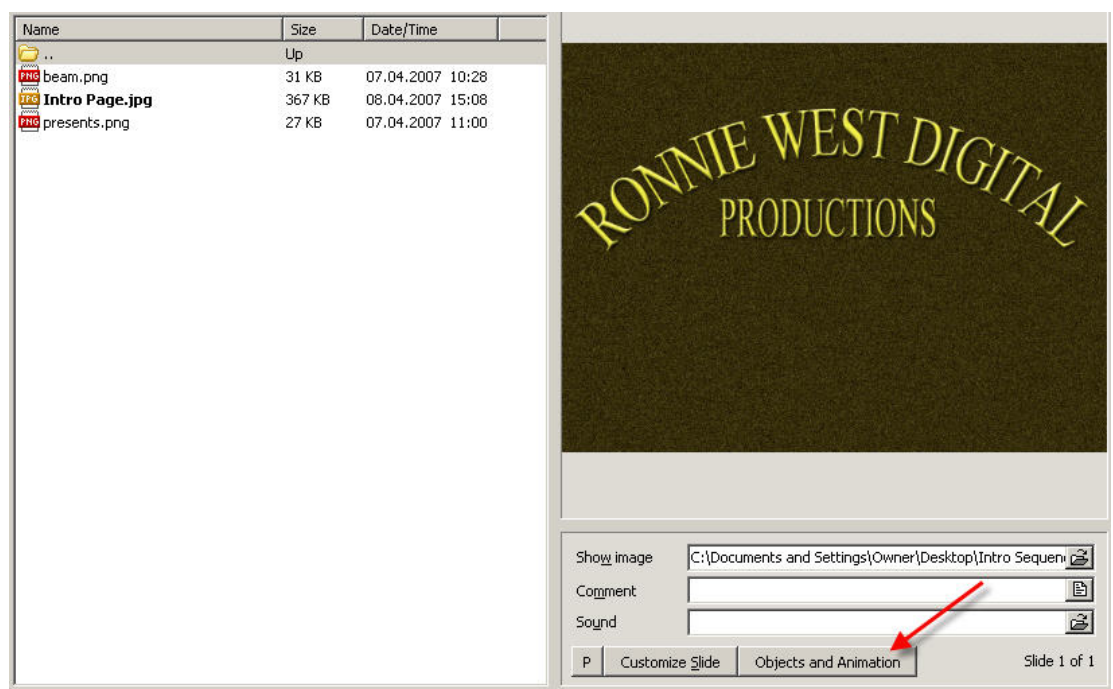 Name Size Date/Time
.. Up
beam.png 31 KB 07.04.2007 10:28
Intro Page.jpg 367 KB 08.04.2007 15:08
presents.png 27 KB 07.04.2007 11:00
RONNIE WEST DIGITAL
PRODUCTIONS
Show image C:\Documents and Settings\Owner\Desktop\Intro Sequen
Comment
Sound
P Customize Slide Objects and Animation Slide 1 of 1